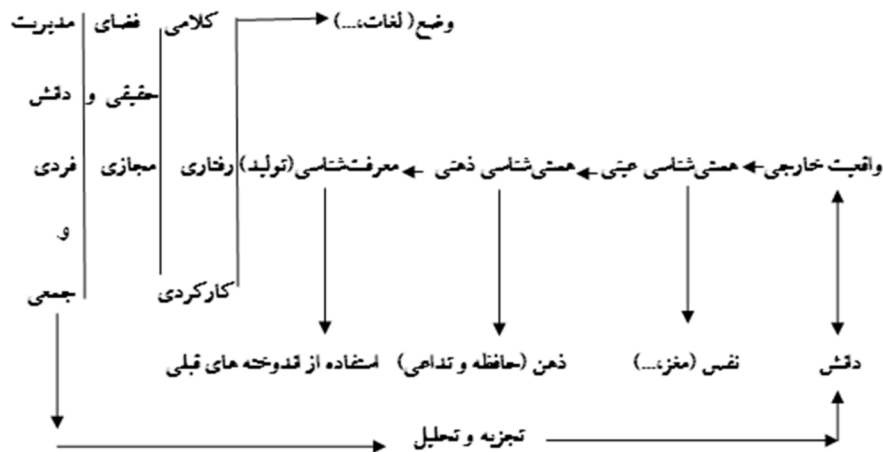 وضع( لغات،...)
کلامی
فضای
مدیریت
حقیقی و
دانش
واقعیت خارجی
هستی‌شناسی عینی
هستی‌شناسی ذهنی
معرفت‌شناسی(تولید)
رفتاری
مجازی
فردی
و
کارکردی
جمعی
دانش
نفس (مغز،...)
ذهن (حافظه و تداعی)
استفاده از اندوخته های قبلی
تجزیه و تحلیل